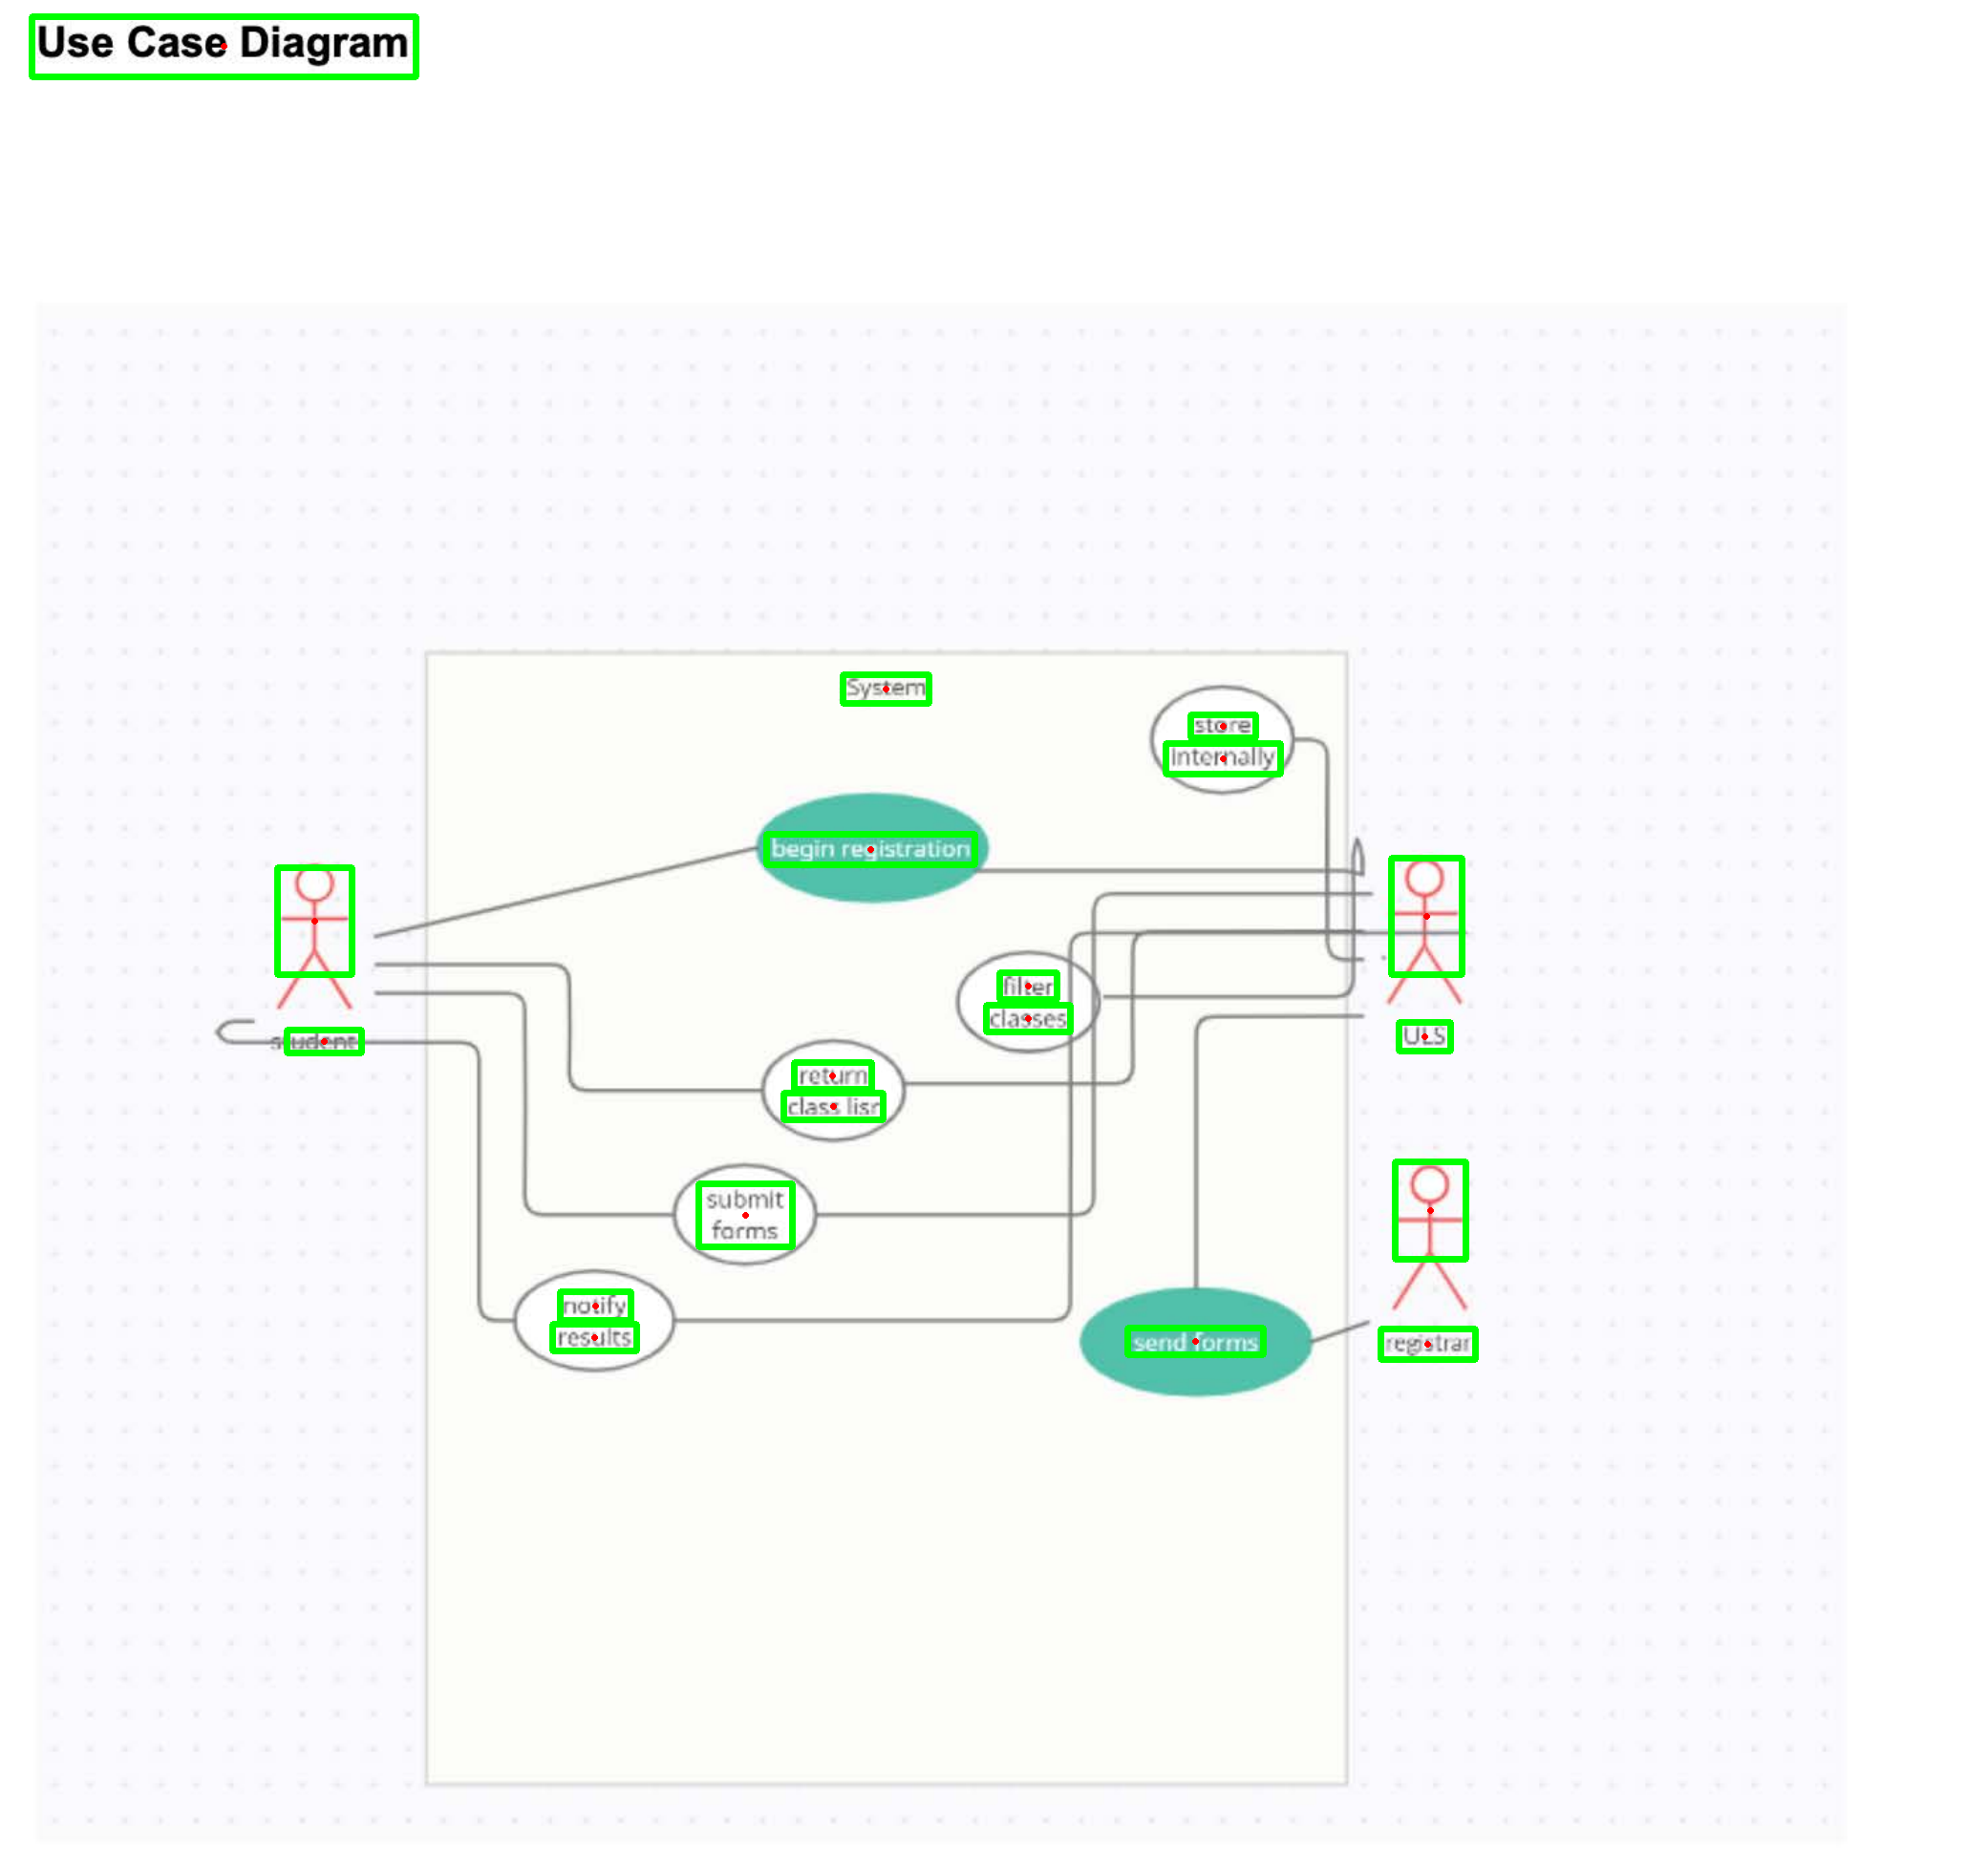 Use Case Diagram
System
store
internally
begin registration
filter
classes
student
ULS
return
class lisr
submit
forms
notify
results
send forms
registrar